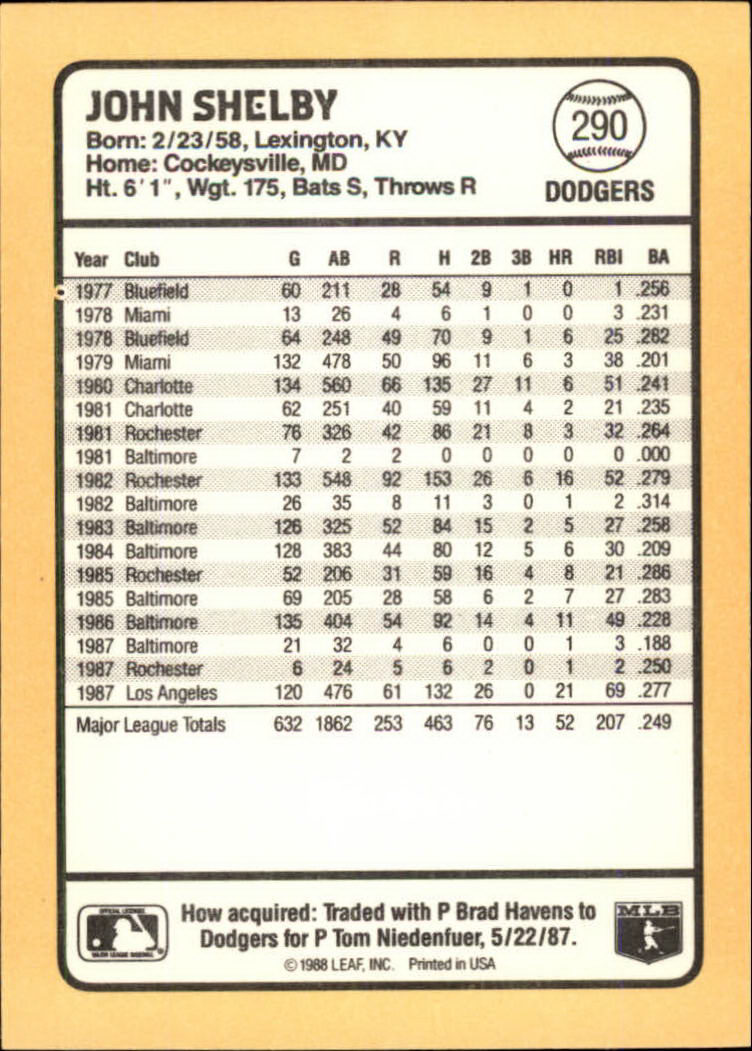 JOHN SHELBY
Born: 2/23/58, Lexington, KY
Home: Cockeysville, MD
Ht. 6'1", Wgt. 175, Bats S, Throws R
290
DODGERS
Year Club G AB R H 2B 3B HR RBI BA
1977 Bluefield 60 211 28 54 9 1 0 1 .256
1978 Miami 13 26 4 6 1 0 0 3 .231
1978 Bluefield 64 248 49 70 9 1 6 25 .282
1979 Miami 132 478 50 96 11 6 3 38 .201
1980 Charlotte 134 560 66 135 27 11 6 51 .241
1981 Charlotte 62 251 40 59 11 4 2 21 .235
1981 Rochester 76 326 42 86 21 8 3 32 .264
1981 Baltimore 7 2 2 0 0 0 0 0 .000
1982 Rochester 133 548 92 153 26 6 16 52 .279
1982 Baltimore 26 35 8 11 3 0 1 2 .314
1983 Baltimore 126 325 52 84 15 2 5 27 .258
1984 Baltimore 128 383 44 80 12 5 6 30 .209
1985 Rochester 52 206 31 59 16 4 8 21 .286
1985 Baltimore 69 205 28 58 6 2 7 27 .283
1986 Baltimore 135 404 54 92 14 4 11 49 .228
1987 Baltimore 21 32 4 6 0 0 1 3 .188
1987 Rochester 6 24 5 6 2 0 1 2 .250
1987 Los Angeles 120 476 61 132 26 0 21 69 .277
Major League Totals 632 1862 253 463 76 13 52 207 .249
OFFICIAL LICENSEE
MAJOR LEAGUE BASEBALL
How acquired: Traded with P Brad Havens to
Dodgers for P Tom Niedenfuer, 5/22/87.
© 1988 LEAF, INC. Printed in USA
MLB